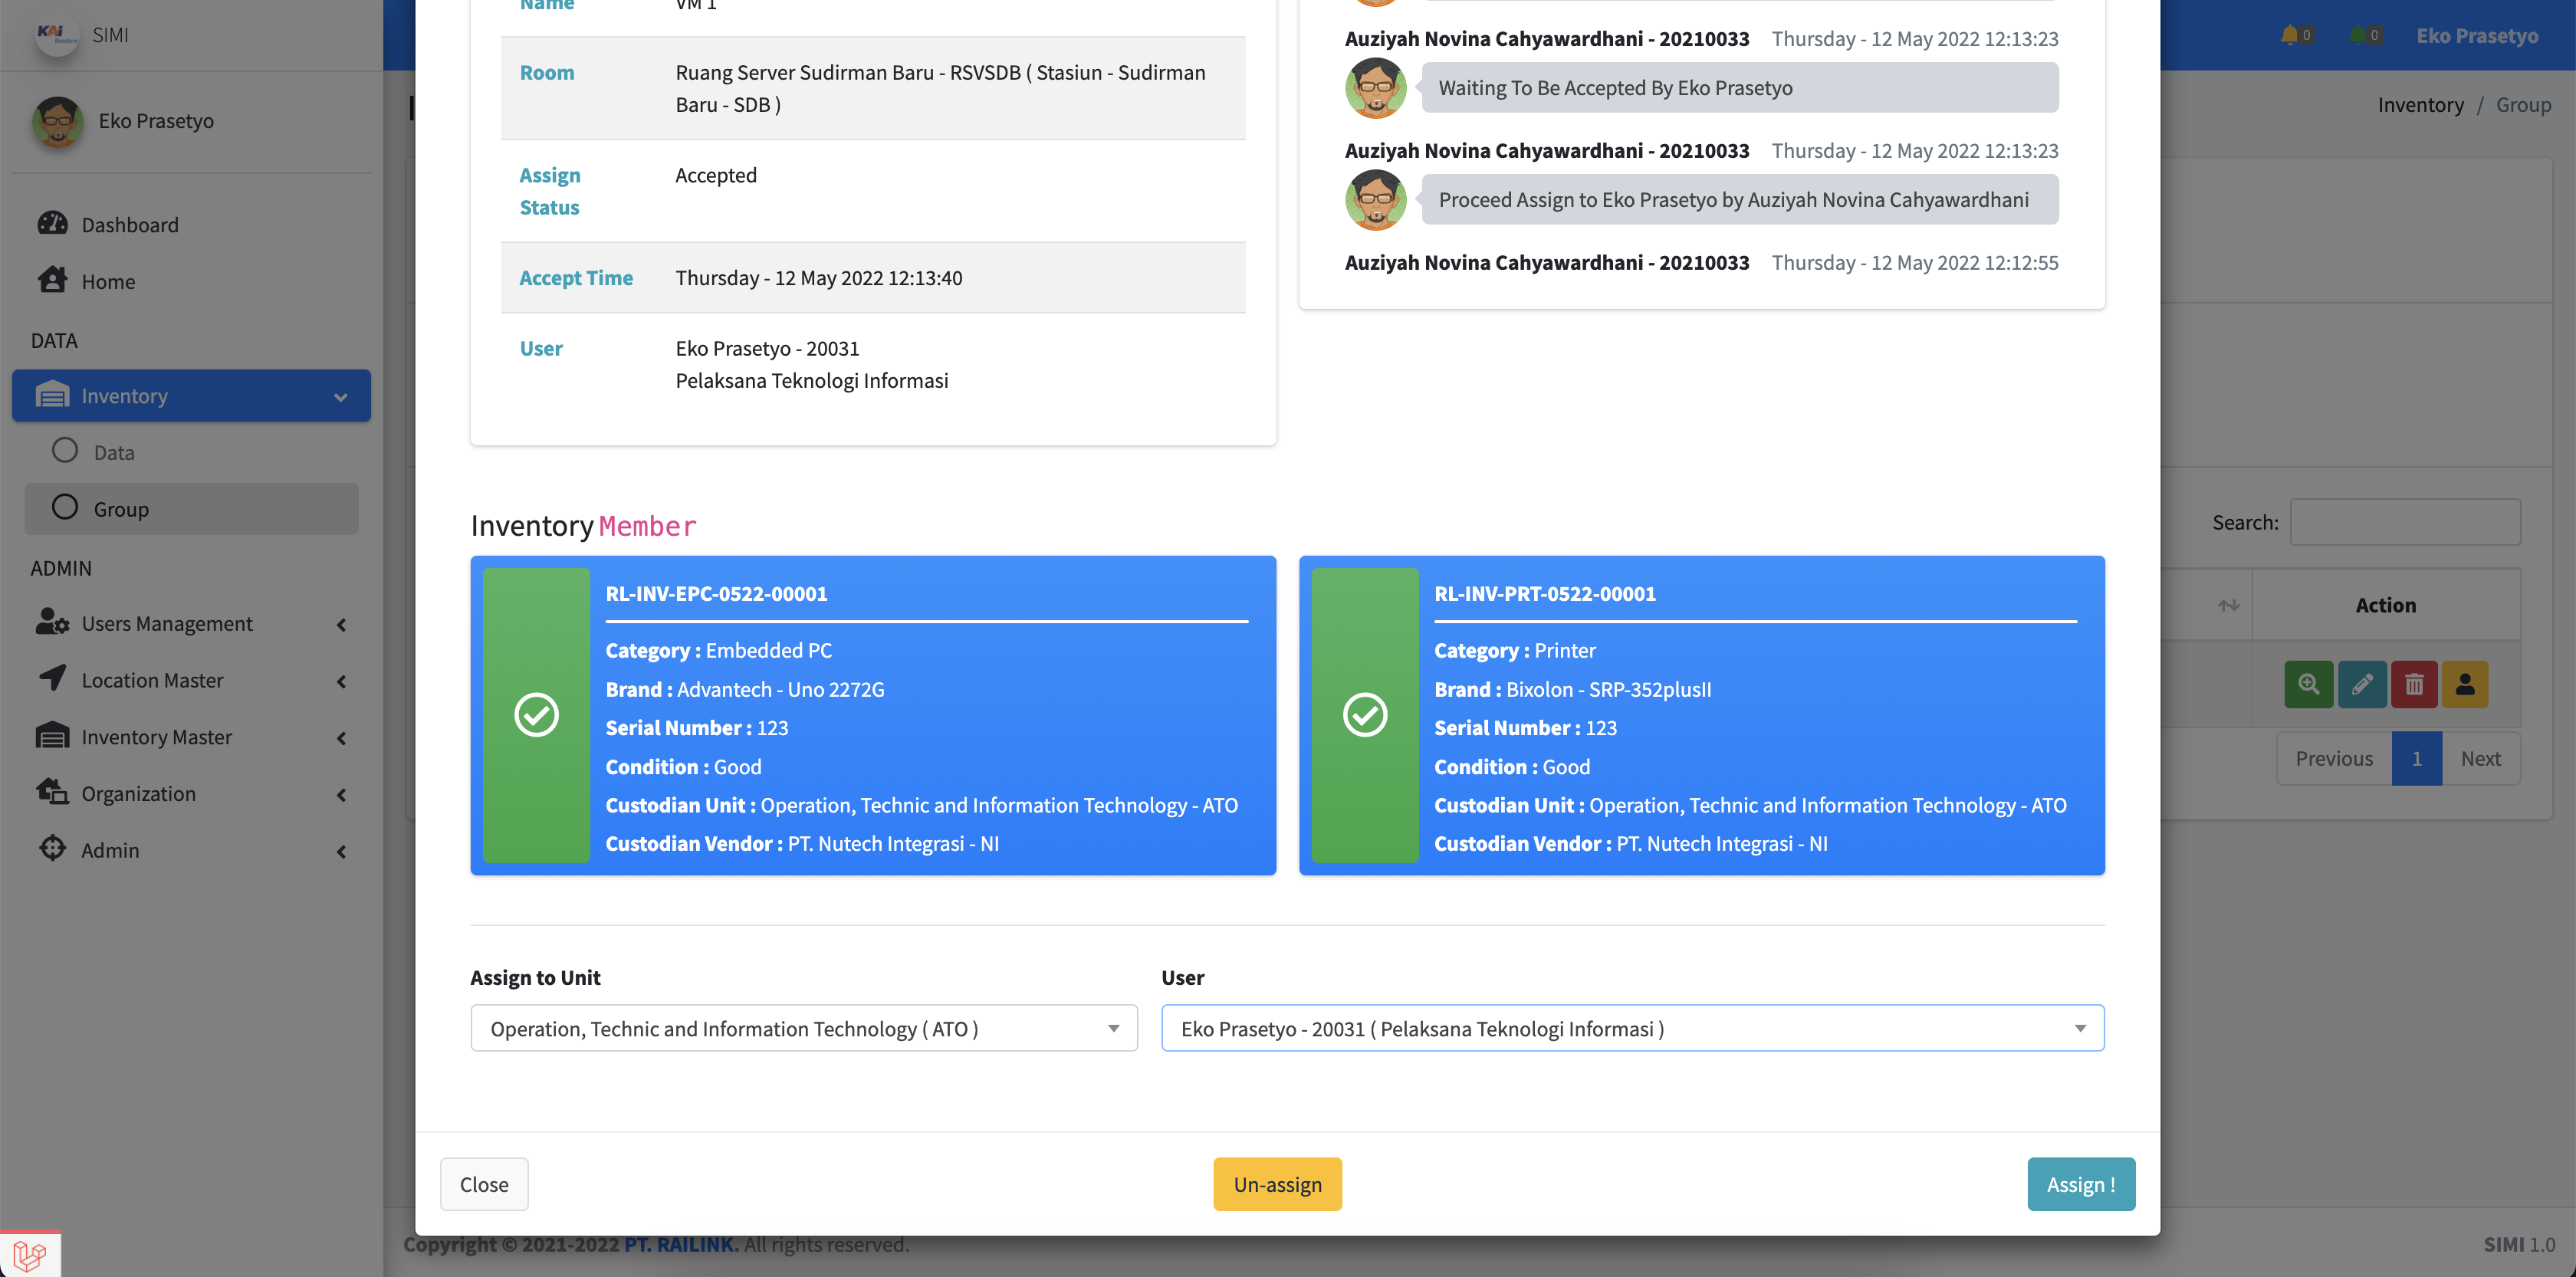 KAI
SIMI
Eko Prasetyo
Dashboard
Home
DATA
Inventory
Data
Group
ADMIN
Users Management
Location Master
Inventory Master
Organization
Admin
0
0
Eko Prasetyo
Inventory / Group
Search:
Action
Previous 1 Next
Name VM 1
Room Ruang Server Sudirman Baru - RSVSDB ( Stasiun - Sudirman
Baru - SDB )
Assign Accepted
Status
Accept Time Thursday - 12 May 2022 12:13:40
User Eko Prasetyo - 20031
Pelaksana Teknologi Informasi
Auziyah Novina Cahyawardhani - 20210033 Thursday - 12 May 2022 12:13:23
Waiting To Be Accepted By Eko Prasetyo
Auziyah Novina Cahyawardhani - 20210033 Thursday - 12 May 2022 12:13:23
Proceed Assign to Eko Prasetyo by Auziyah Novina Cahyawardhani
Auziyah Novina Cahyawardhani - 20210033 Thursday - 12 May 2022 12:12:55
Inventory Member
RL-INV-EPC-0522-00001
Category : Embedded PC
Brand : Advantech - Uno 2272G
Serial Number : 123
Condition : Good
Custodian Unit : Operation, Technic and Information Technology - ATO
Custodian Vendor : PT. Nutech Integrasi - NI
RL-INV-PRT-0522-00001
Category : Printer
Brand : Bixolon - SRP-352plusII
Serial Number : 123
Condition : Good
Custodian Unit : Operation, Technic and Information Technology - ATO
Custodian Vendor : PT. Nutech Integrasi - NI
Assign to Unit
Operation, Technic and Information Technology ( ATO )
User
Eko Prasetyo - 20031 ( Pelaksana Teknologi Informasi )
Close
Un-assign
Assign !
Copyright © 2021-2022 PT. RAILINK. All rights reserved.
SIMI 1.0